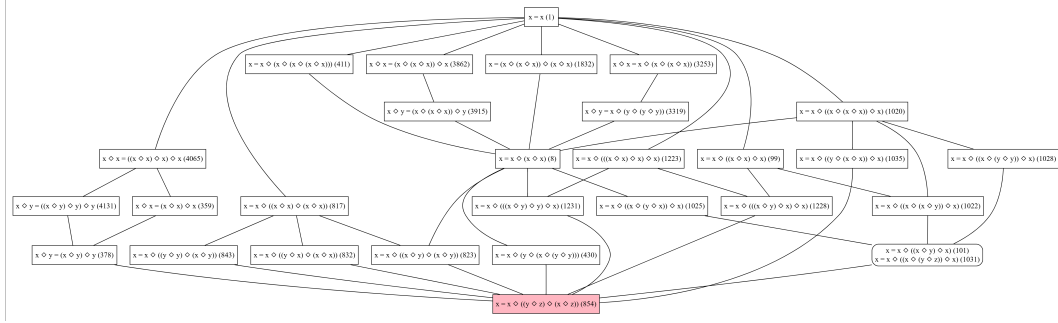 x = x (1)
x = x ◇ (x ◇ (x ◇ (x ◇ x))) (411)
x ◇ x = (x ◇ (x ◇ x)) ◇ x (3862)
x = (x ◇ (x ◇ x)) ◇ (x ◇ x) (1832)
x ◇ x = x ◇ (x ◇ (x ◇ x)) (3253)
x ◇ y = (x ◇ (x ◇ x)) ◇ y (3915)
x ◇ y = x ◇ (y ◇ (y ◇ y)) (3319)
x = x ◇ ((x ◇ (x ◇ x)) ◇ x) (1020)
x ◇ x = ((x ◇ x) ◇ x) ◇ x (4065)
x = x ◇ (x ◇ x) (8)
x = x ◇ (((x ◇ x) ◇ x) ◇ x) (1223)
x = x ◇ ((x ◇ x) ◇ x) (99)
x = x ◇ ((y ◇ (x ◇ x)) ◇ x) (1035)
x = x ◇ ((x ◇ (y ◇ y)) ◇ x) (1028)
x ◇ y = ((x ◇ y) ◇ y) ◇ y (4131)
x ◇ x = (x ◇ x) ◇ x (359)
x = x ◇ ((x ◇ x) ◇ (x ◇ x)) (817)
x = x ◇ (((x ◇ y) ◇ y) ◇ x) (1231)
x = x ◇ ((x ◇ (y ◇ x)) ◇ x) (1025)
x = x ◇ (((x ◇ y) ◇ x) ◇ x) (1228)
x = x ◇ ((x ◇ (x ◇ y)) ◇ x) (1022)
x ◇ y = (x ◇ y) ◇ y (378)
x = x ◇ ((y ◇ y) ◇ (x ◇ y)) (843)
x = x ◇ ((y ◇ x) ◇ (x ◇ x)) (832)
x = x ◇ ((x ◇ y) ◇ (x ◇ y)) (823)
x = x ◇ (y ◇ (x ◇ (y ◇ y))) (430)
x = x ◇ ((x ◇ y) ◇ x) (101)
x = x ◇ ((x ◇ (y ◇ z)) ◇ x) (1031)
x = x ◇ ((y ◇ z) ◇ (x ◇ z)) (854)